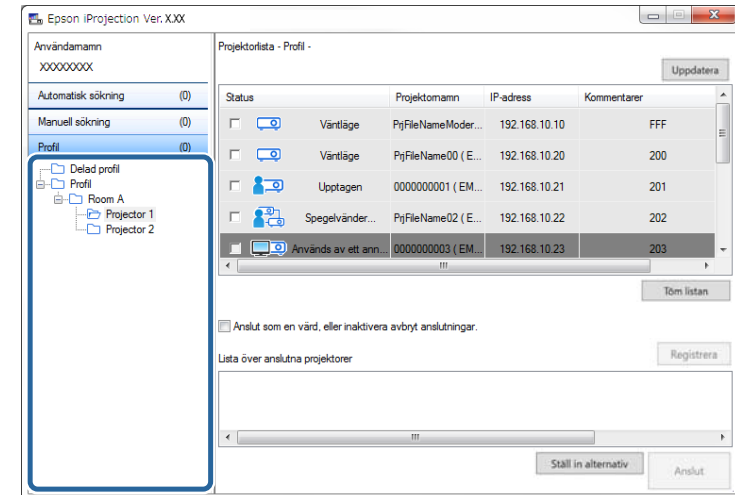 Epson iProjection Ver. X.XX
Användarnamn
XXXXXXXX
Automatisk sökning (0)
Manuell sökning (0)
Profil (0)
Delad profil
Profil
Room A
Projector 1
Projector 2
Projektorlista - Profil -
Uppdatera
Status Projektornamn IP-adress Kommentarer
Väntläge PrjFileNameModer... 192.168.10.10 FFF
Väntläge PrjFileName00 ( E... 192.168.10.20 200
Upptagen 0000000001 ( EM... 192.168.10.21 201
Spegelvänder... PrjFileName02 ( E... 192.168.10.22 202
Används av ett ann... 0000000003 ( EM... 192.168.10.23 203
Töm listan
Anslut som en värd, eller inaktivera avbryt anslutningar.
Lista över anslutna projektorer
Registrera
Ställ in alternativ
Anslut